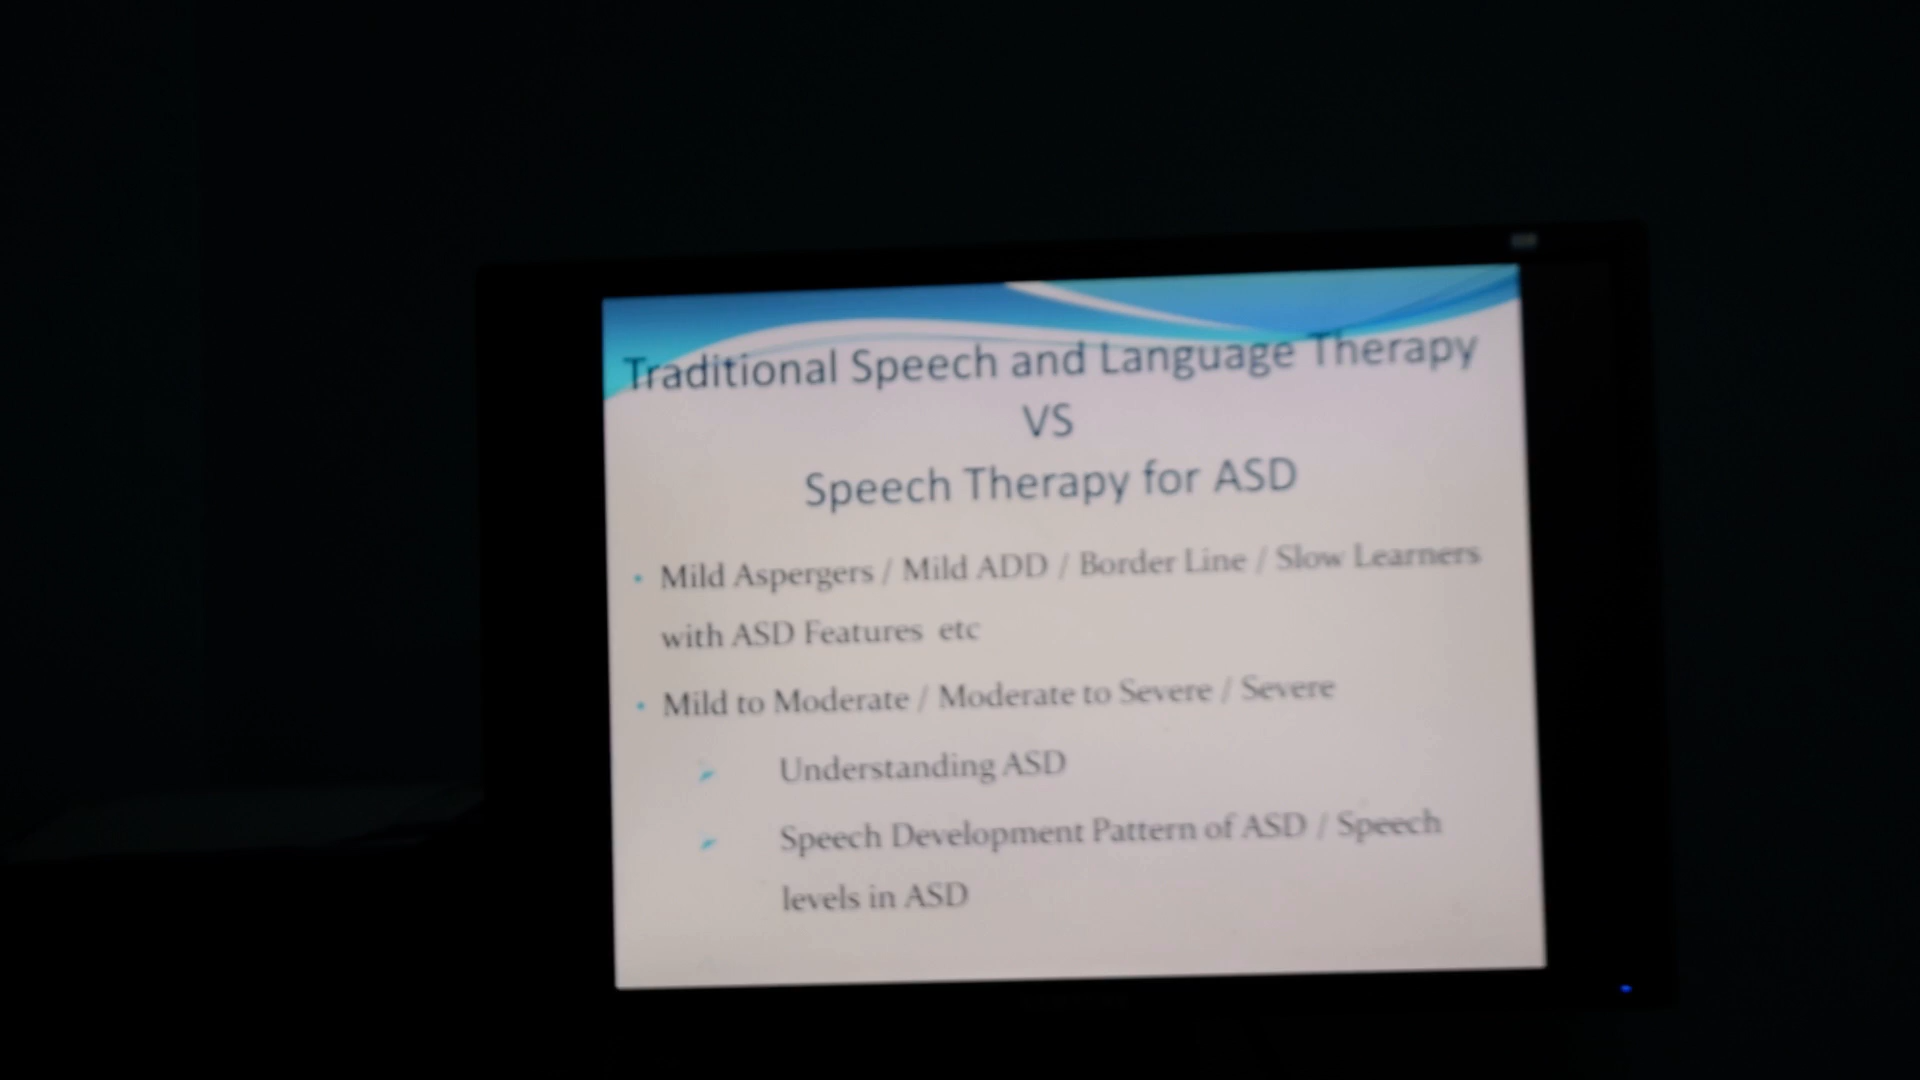 Traditional Speech and Language Therapy
VS
Speech Therapy for ASD
• Mild Aspergers / Mild ADD / Border Line / Slow Learners
with ASD Features etc
• Mild to Moderate / Moderate to Severe / Severe
Understanding ASD
Speech Development Pattern of ASD / Speech
levels in ASD